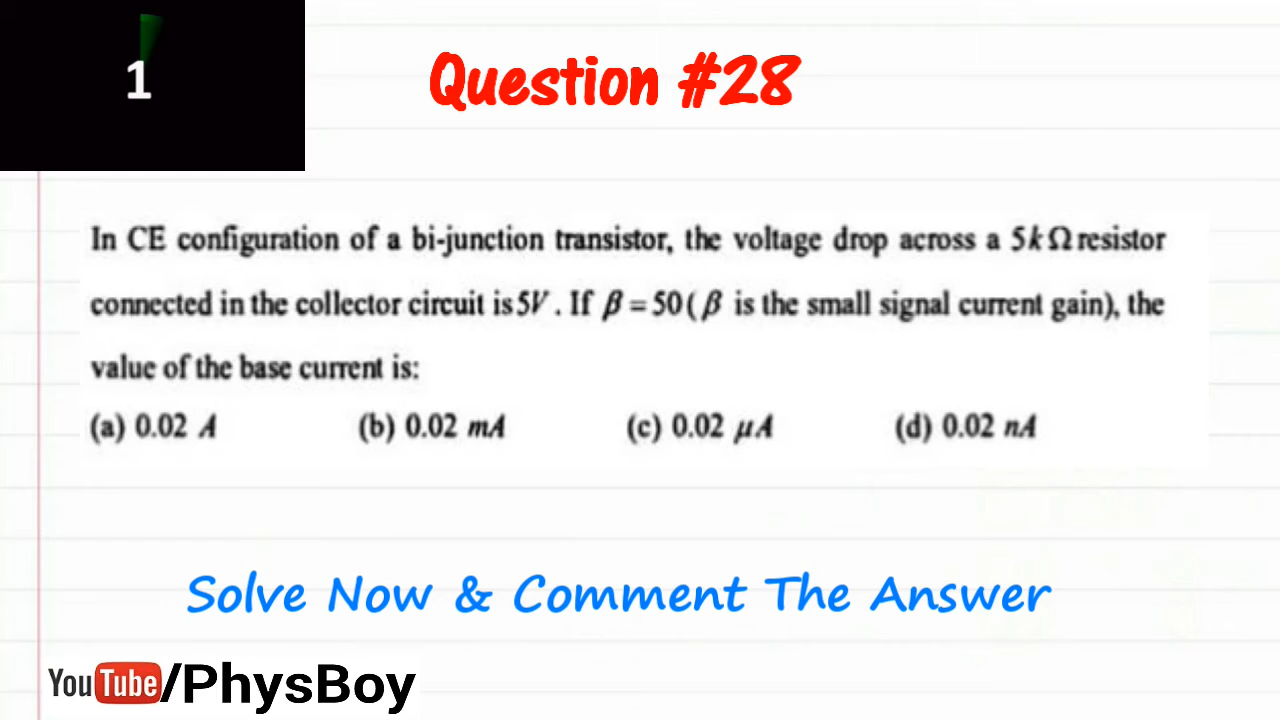 1
Question #28
In CE configuration of a bi-junction transistor, the voltage drop across a 5kΩ resistor
connected in the collector circuit is 5V. If β = 50 (β is the small signal current gain), the
value of the base current is:
(a) 0.02 A (b) 0.02 mA (c) 0.02 μA (d) 0.02 nA
Solve Now & Comment The Answer
YouTube/PhysBoy